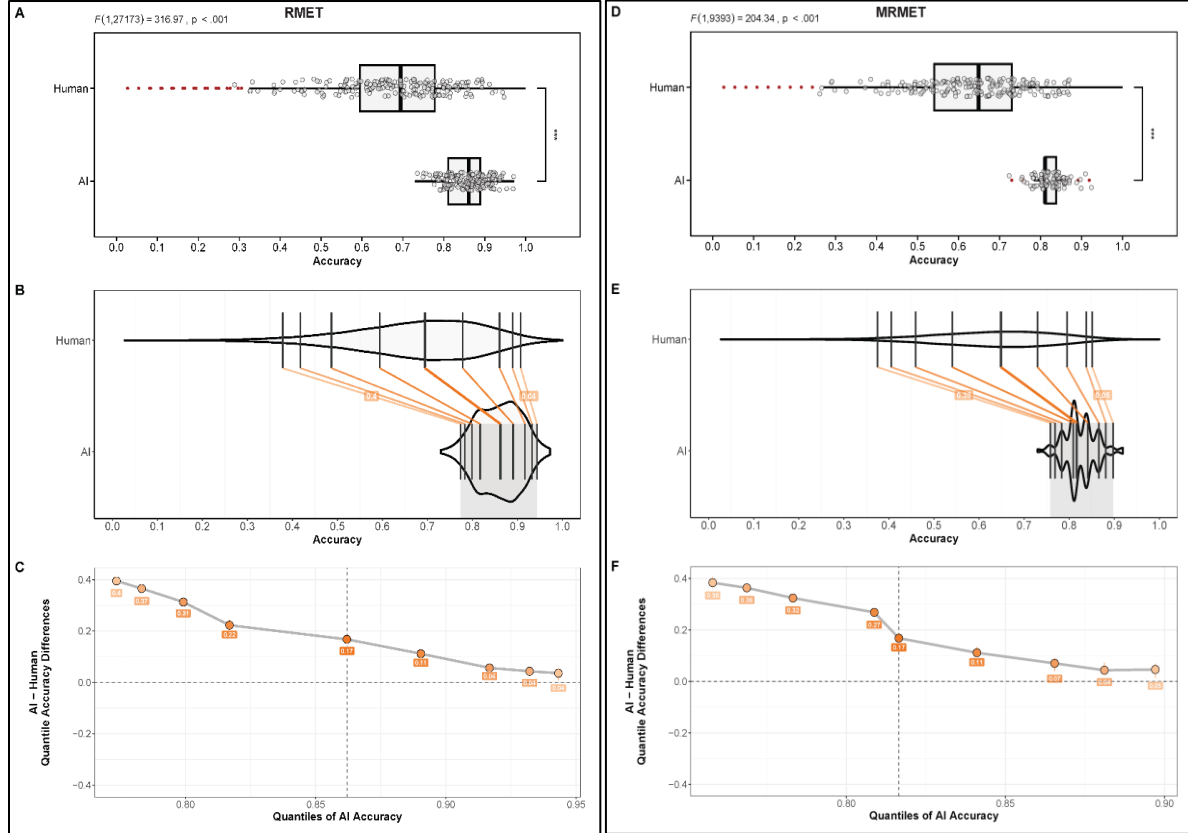 A
RMET
F(1,27173) = 316.97 , p < .001
Human
AI
***
0.0 0.1 0.2 0.3 0.4 0.5 0.6 0.7 0.8 0.9 1.0
Accuracy
B
Human
0.4
0.04
AI
0.0 0.1 0.2 0.3 0.4 0.5 0.6 0.7 0.8 0.9 1.0
Accuracy
C
AI – Human
Quantile Accuracy Differences
0.4
0.2
0.0
−0.2
−0.4
0.4
0.37
0.31
0.22
0.17
0.11
0.04
0.80 0.85 0.90 0.95
Quantiles of AI Accuracy
D
MRMET
F(1,9393) = 204.34 , p < .001
Human
AI
***
0.0 0.1 0.2 0.3 0.4 0.5 0.6 0.7 0.8 0.9 1.0
Accuracy
E
Human
0.05
AI
0.0 0.1 0.2 0.3 0.4 0.5 0.6 0.7 0.8 0.9 1.0
Accuracy
F
AI – Human
Quantile Accuracy Differences
0.4
0.2
0.0
−0.2
−0.4
0.36
0.32
0.27
0.17
0.11
0.07
0.04
0.05
0.80 0.85 0.90
Quantiles of AI Accuracy